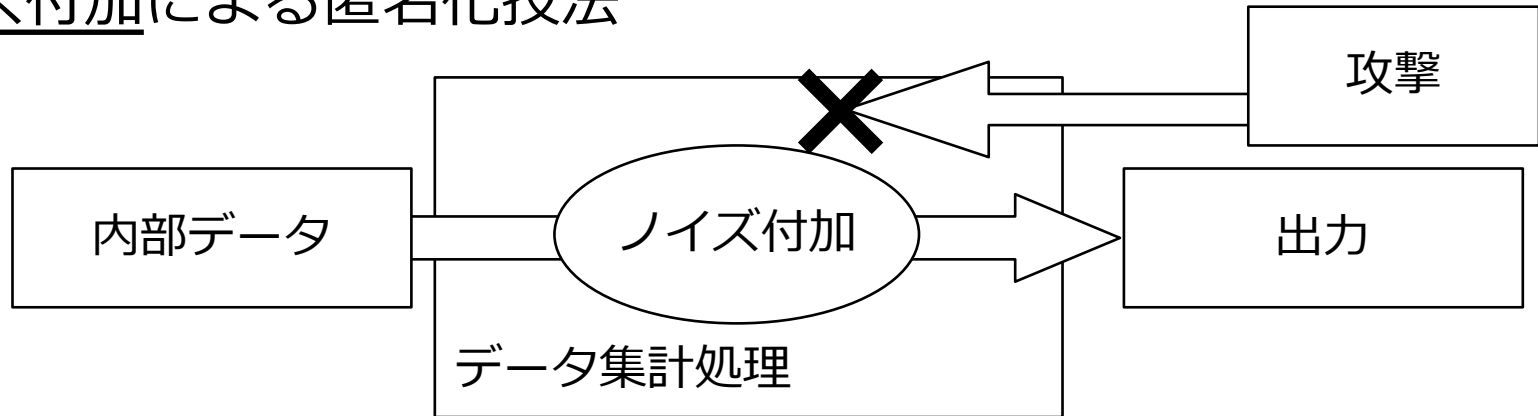 付加による匿名化技法
攻撃
内部データ
ノイズ付加
出力
データ集計処理